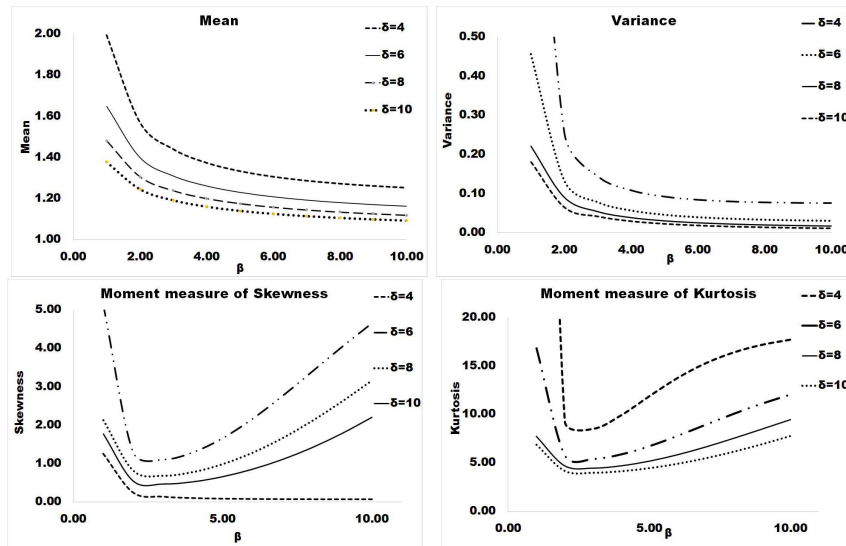 Mean
2.00
1.80
1.60
1.40
1.20
1.00
Mean
0.00 2.00 4.00 6.00 8.00 10.00
β
δ=4
δ=6
δ=8
δ=10
Variance
0.50
0.40
0.30
0.20
0.10
0.00
Variance
0.00 2.00 4.00 6.00 8.00 10.00
β
δ=4
δ=6
δ=8
δ=10
Moment measure of Skewness
5.00
4.00
3.00
2.00
1.00
0.00
Skewness
0.00 5.00 10.00
β
δ=4
δ=6
δ=8
δ=10
Moment measure of Kurtosis
20.00
15.00
10.00
5.00
0.00
Kurtosis
0.00 5.00 10.00
β
δ=4
δ=6
δ=8
δ=10